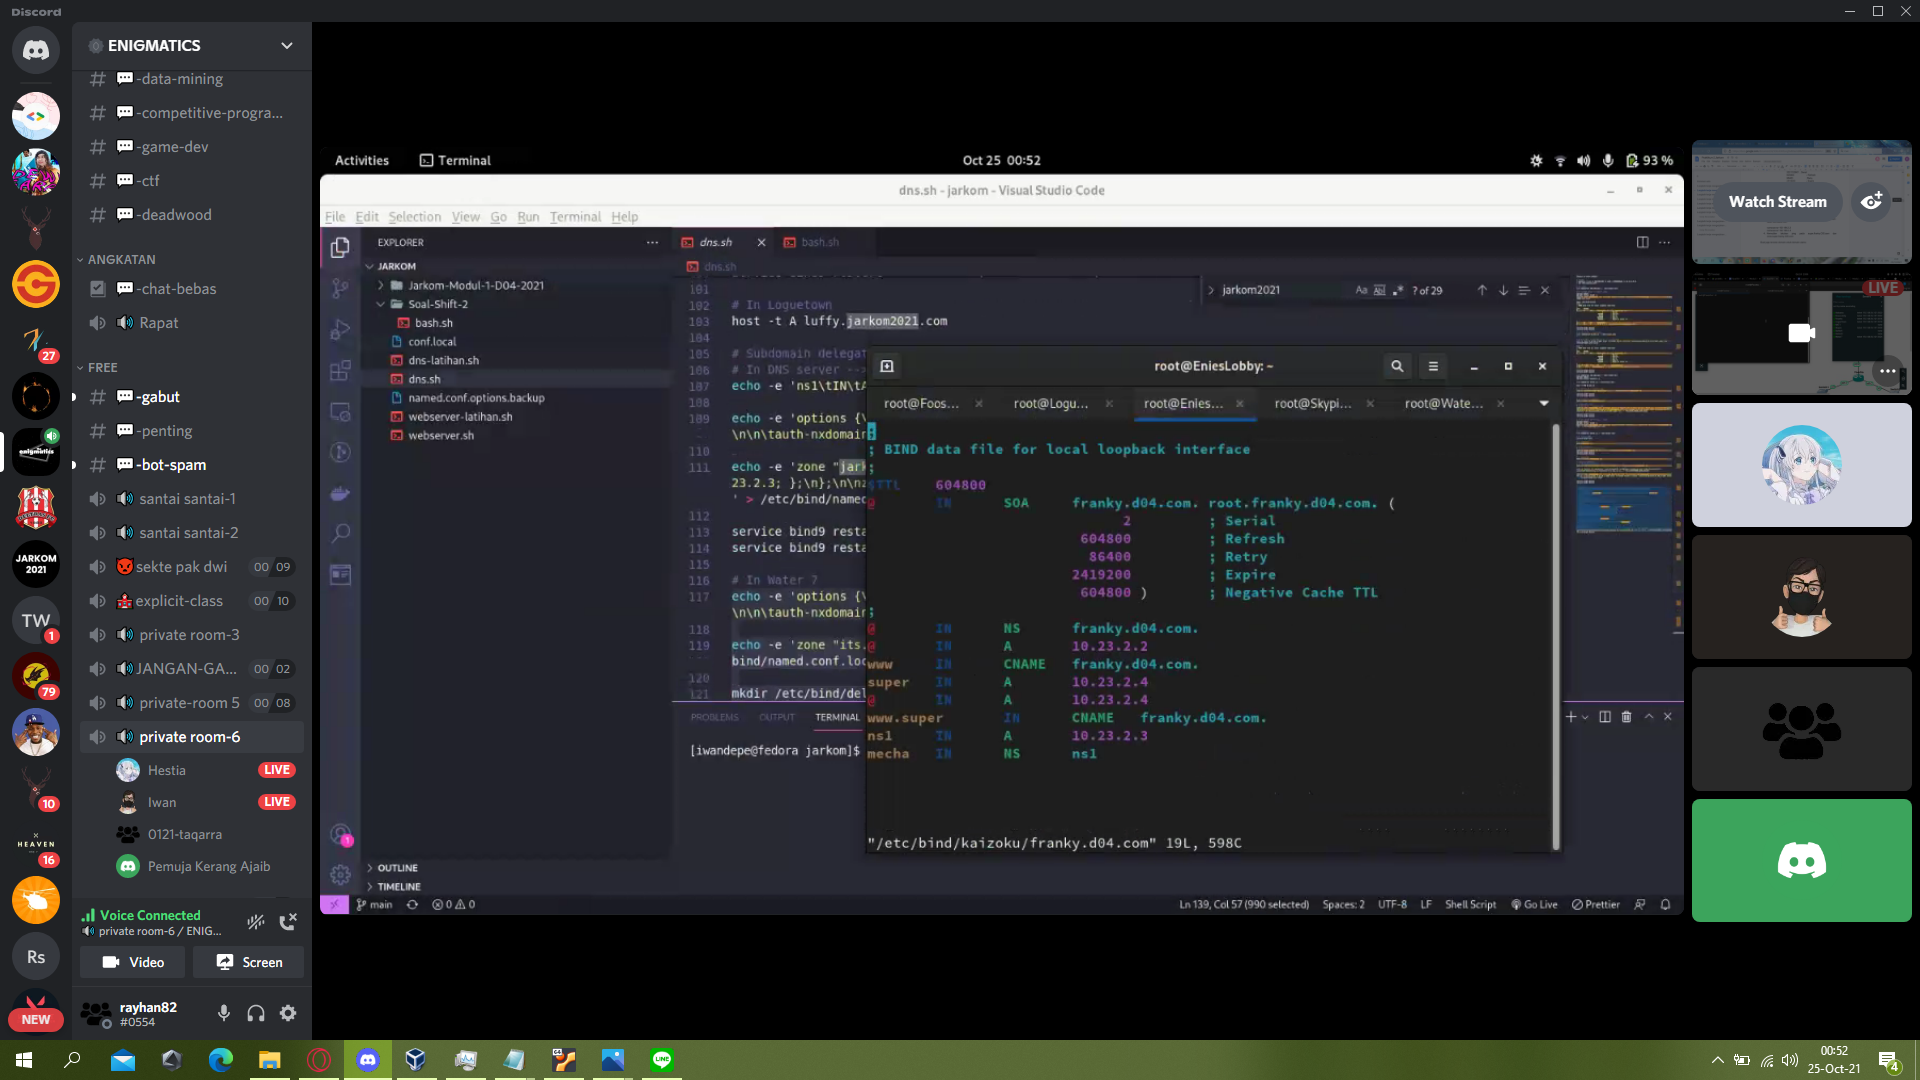 Discord
ENIGMATICS
-data-mining
-competitive-progra...
-game-dev
-ctf
-deadwood
ANGKATAN
-chat-bebas
Rapat
FREE
-gabut
-penting
-bot-spam
santai santai-1
santai santai-2
sekte pak dwi 00 09
explicit-class 00 10
private room-3
JANGAN-GA... 00 02
private-room 5 00 08
private room-6
Hestia LIVE
Iwan LIVE
0121-taqarra
Pemuja Kerang Ajaib
Voice Connected
private room-6 / ENIG...
Video
Screen
rayhan82
#0554
27
enigmatics
JARKOM
2021
TW
1
79
10
HEAVEN
16
Rs
NEW
Activities
Terminal
Oct 25 00:52
93 %
dns.sh - jarkom - Visual Studio Code
File Edit Selection View Go Run Terminal Help
EXPLORER
JARKOM
Jarkom-Modul-1-D04-2021
Soal-Shift-2
bash.sh
conf.local
dns-latihan.sh
dns.sh
named.conf.options.backup
webserver-latihan.sh
webserver.sh
OUTLINE
TIMELINE
dns.sh
bash.sh
dns.sh
jarkom2021
? of 29
101
102 # In Loguetown
103 host -t A luffy.jarkom2021.com
104
105 # Subdomain delegat
106 # In DNS server --
107 echo -e 'ns1\tIN\tA
108
109 echo -e 'options {\
\n\n\tauth-nxdomain
110
111 echo -e 'zone "jark
23.2.3; };\n};\n\nz
' > /etc/bind/named
112
113 service bind9 resta
114 service bind9 resta
115
116 # In Water 7
117 echo -e 'options {\
\n\n\tauth-nxdomain
118
119 echo -e 'zone "its.
bind/named.conf.loc
120
121 mkdir /etc/bind/del
PROBLEMS OUTPUT TERMINAL
[iwandepe@fedora jarkom]$
root@EniesLobby: ~
root@Foos...
root@Logu...
root@Enies...
root@Skypi...
root@Wate...
;
; BIND data file for local loopback interface
;
$TTL 604800
@ IN SOA franky.d04.com. root.franky.d04.com. (
2 ; Serial
604800 ; Refresh
86400 ; Retry
2419200 ; Expire
604800 ) ; Negative Cache TTL
;
@ IN NS franky.d04.com.
@ IN A 10.23.2.2
www IN CNAME franky.d04.com.
super IN A 10.23.2.4
@ IN A 10.23.2.4
www.super IN CNAME franky.d04.com.
ns1 IN A 10.23.2.3
mecha IN NS ns1
"/etc/bind/kaizoku/franky.d04.com" 19L, 598C
main
0 0
Ln 139, Col 57 (990 selected) Spaces: 2 UTF-8 LF Shell Script Go Live Prettier
Watch Stream
LIVE
00:52
25-Oct-21
4